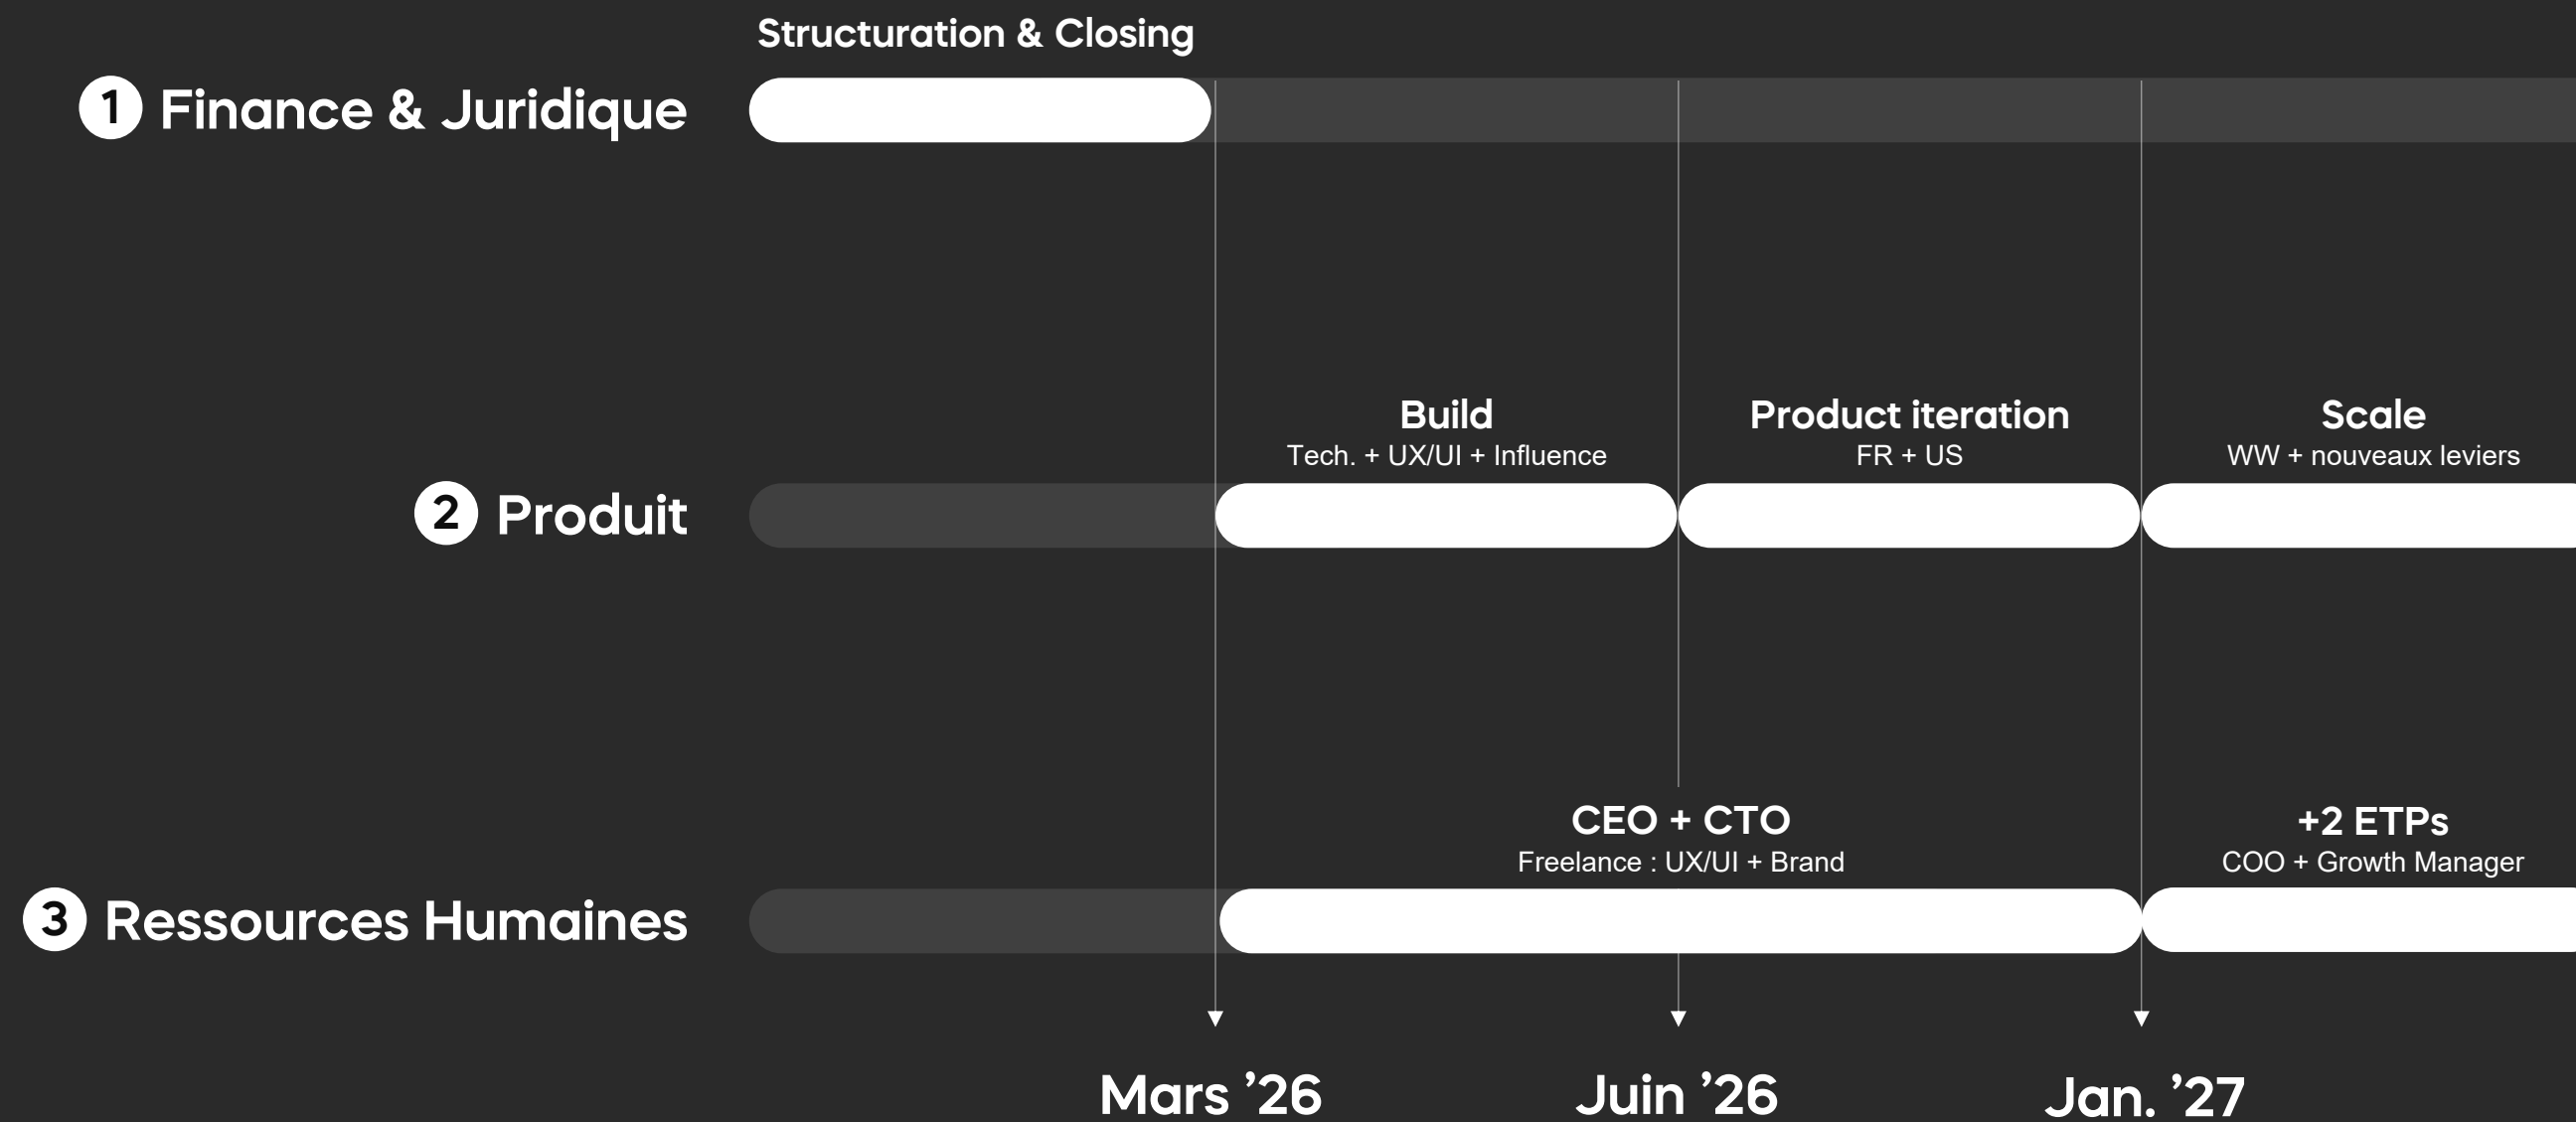 Structuration & Closing
1 Finance & Juridique
Build
Tech. + UX/UI + Influence
Product iteration
FR + US
Scale
WW + nouveaux leviers
2 Produit
CEO + CTO
Freelance : UX/UI + Brand
+2 ETPs
COO + Growth Manager
3 Ressources Humaines
Mars ’26
Juin ’26
Jan. ’27